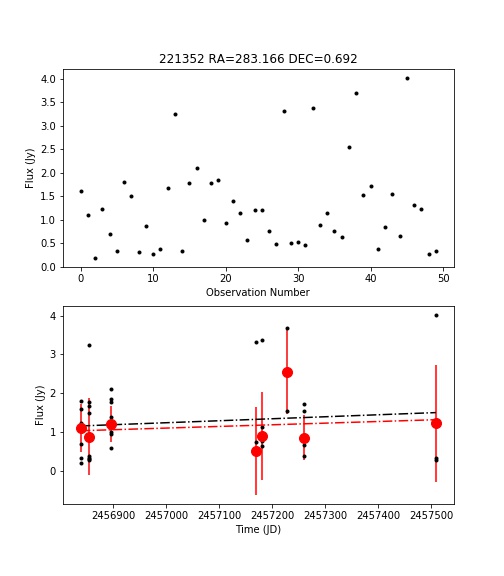 221352 RA=283.166 DEC=0.692
4.0
3.5
3.0
2.5
2.0
1.5
1.0
0.5
0.0
Flux (Jy)
0 10 20 30 40 50
Observation Number
4
3
2
1
0
Flux (Jy)
2456900 2457000 2457100 2457200 2457300 2457400 2457500
Time (JD)